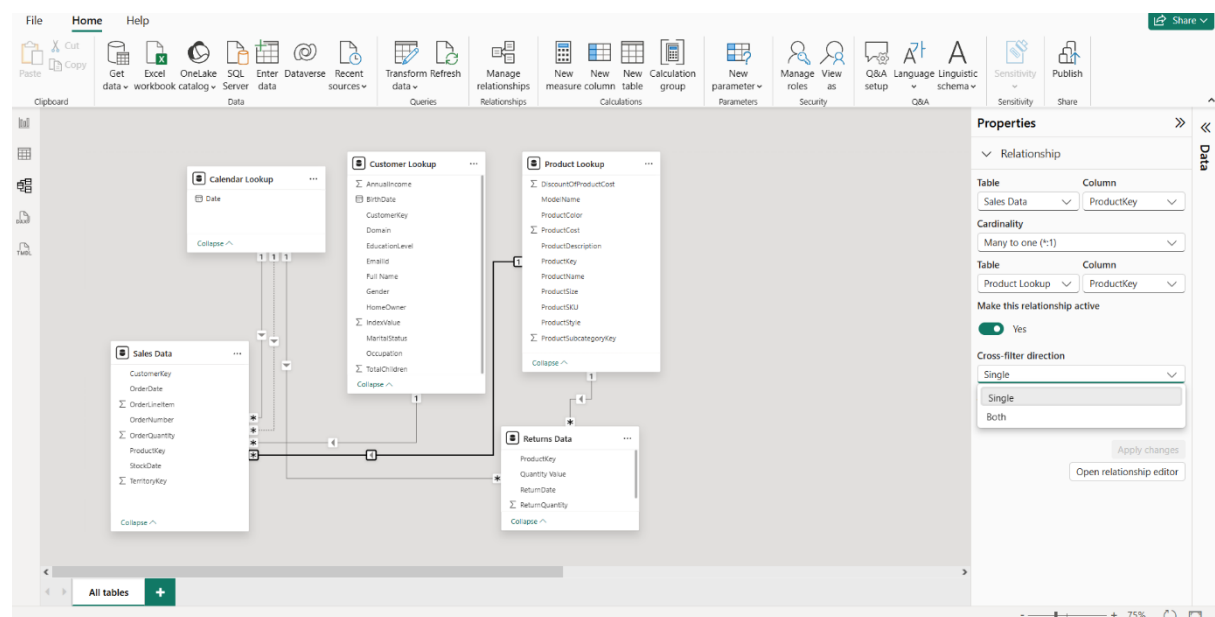 File Home Help Share
Cut
Copy
Paste
Get data
Excel workbook
OneLake catalog
SQL Server
Enter data
Dataverse
Recent sources
Transform data
Refresh
Manage relationships
New measure
New column
New table
Calculation group
New parameter
Manage roles
View as
Q&A setup
Language
Linguistic schema
Sensitivity
Publish
Clipboard Data Queries Relationships Calculations Parameters Security Q&A Sensitivity Share
Calendar Lookup
Date
Collapse
1 1 1
Customer Lookup
AnnualIncome
BirthDate
CustomerKey
Domain
EducationLevel
EmailId
Full Name
Gender
HomeOwner
IndexValue
MaritalStatus
Occupation
TotalChildren
Collapse
1
Product Lookup
DiscountOfProductCost
ModelName
ProductColor
ProductCost
ProductDescription
ProductKey
ProductName
ProductSize
ProductSKU
ProductStyle
ProductSubcategoryKey
Collapse
1
1
Sales Data
CustomerKey
OrderDate
OrderLineItem
OrderNumber
OrderQuantity
ProductKey
StockDate
TerritoryKey
Collapse
*
*
*
*
Returns Data
ProductKey
Quantity Value
ReturnDate
ReturnQuantity
Collapse
*
*
Properties
Data
Relationship
Table Column
Sales Data ProductKey
Cardinality
Many to one (*:1)
Table Column
Product Lookup ProductKey
Make this relationship active
Yes
Cross-filter direction
Single
Single
Both
Apply changes
Open relationship editor
All tables +
- + 75%